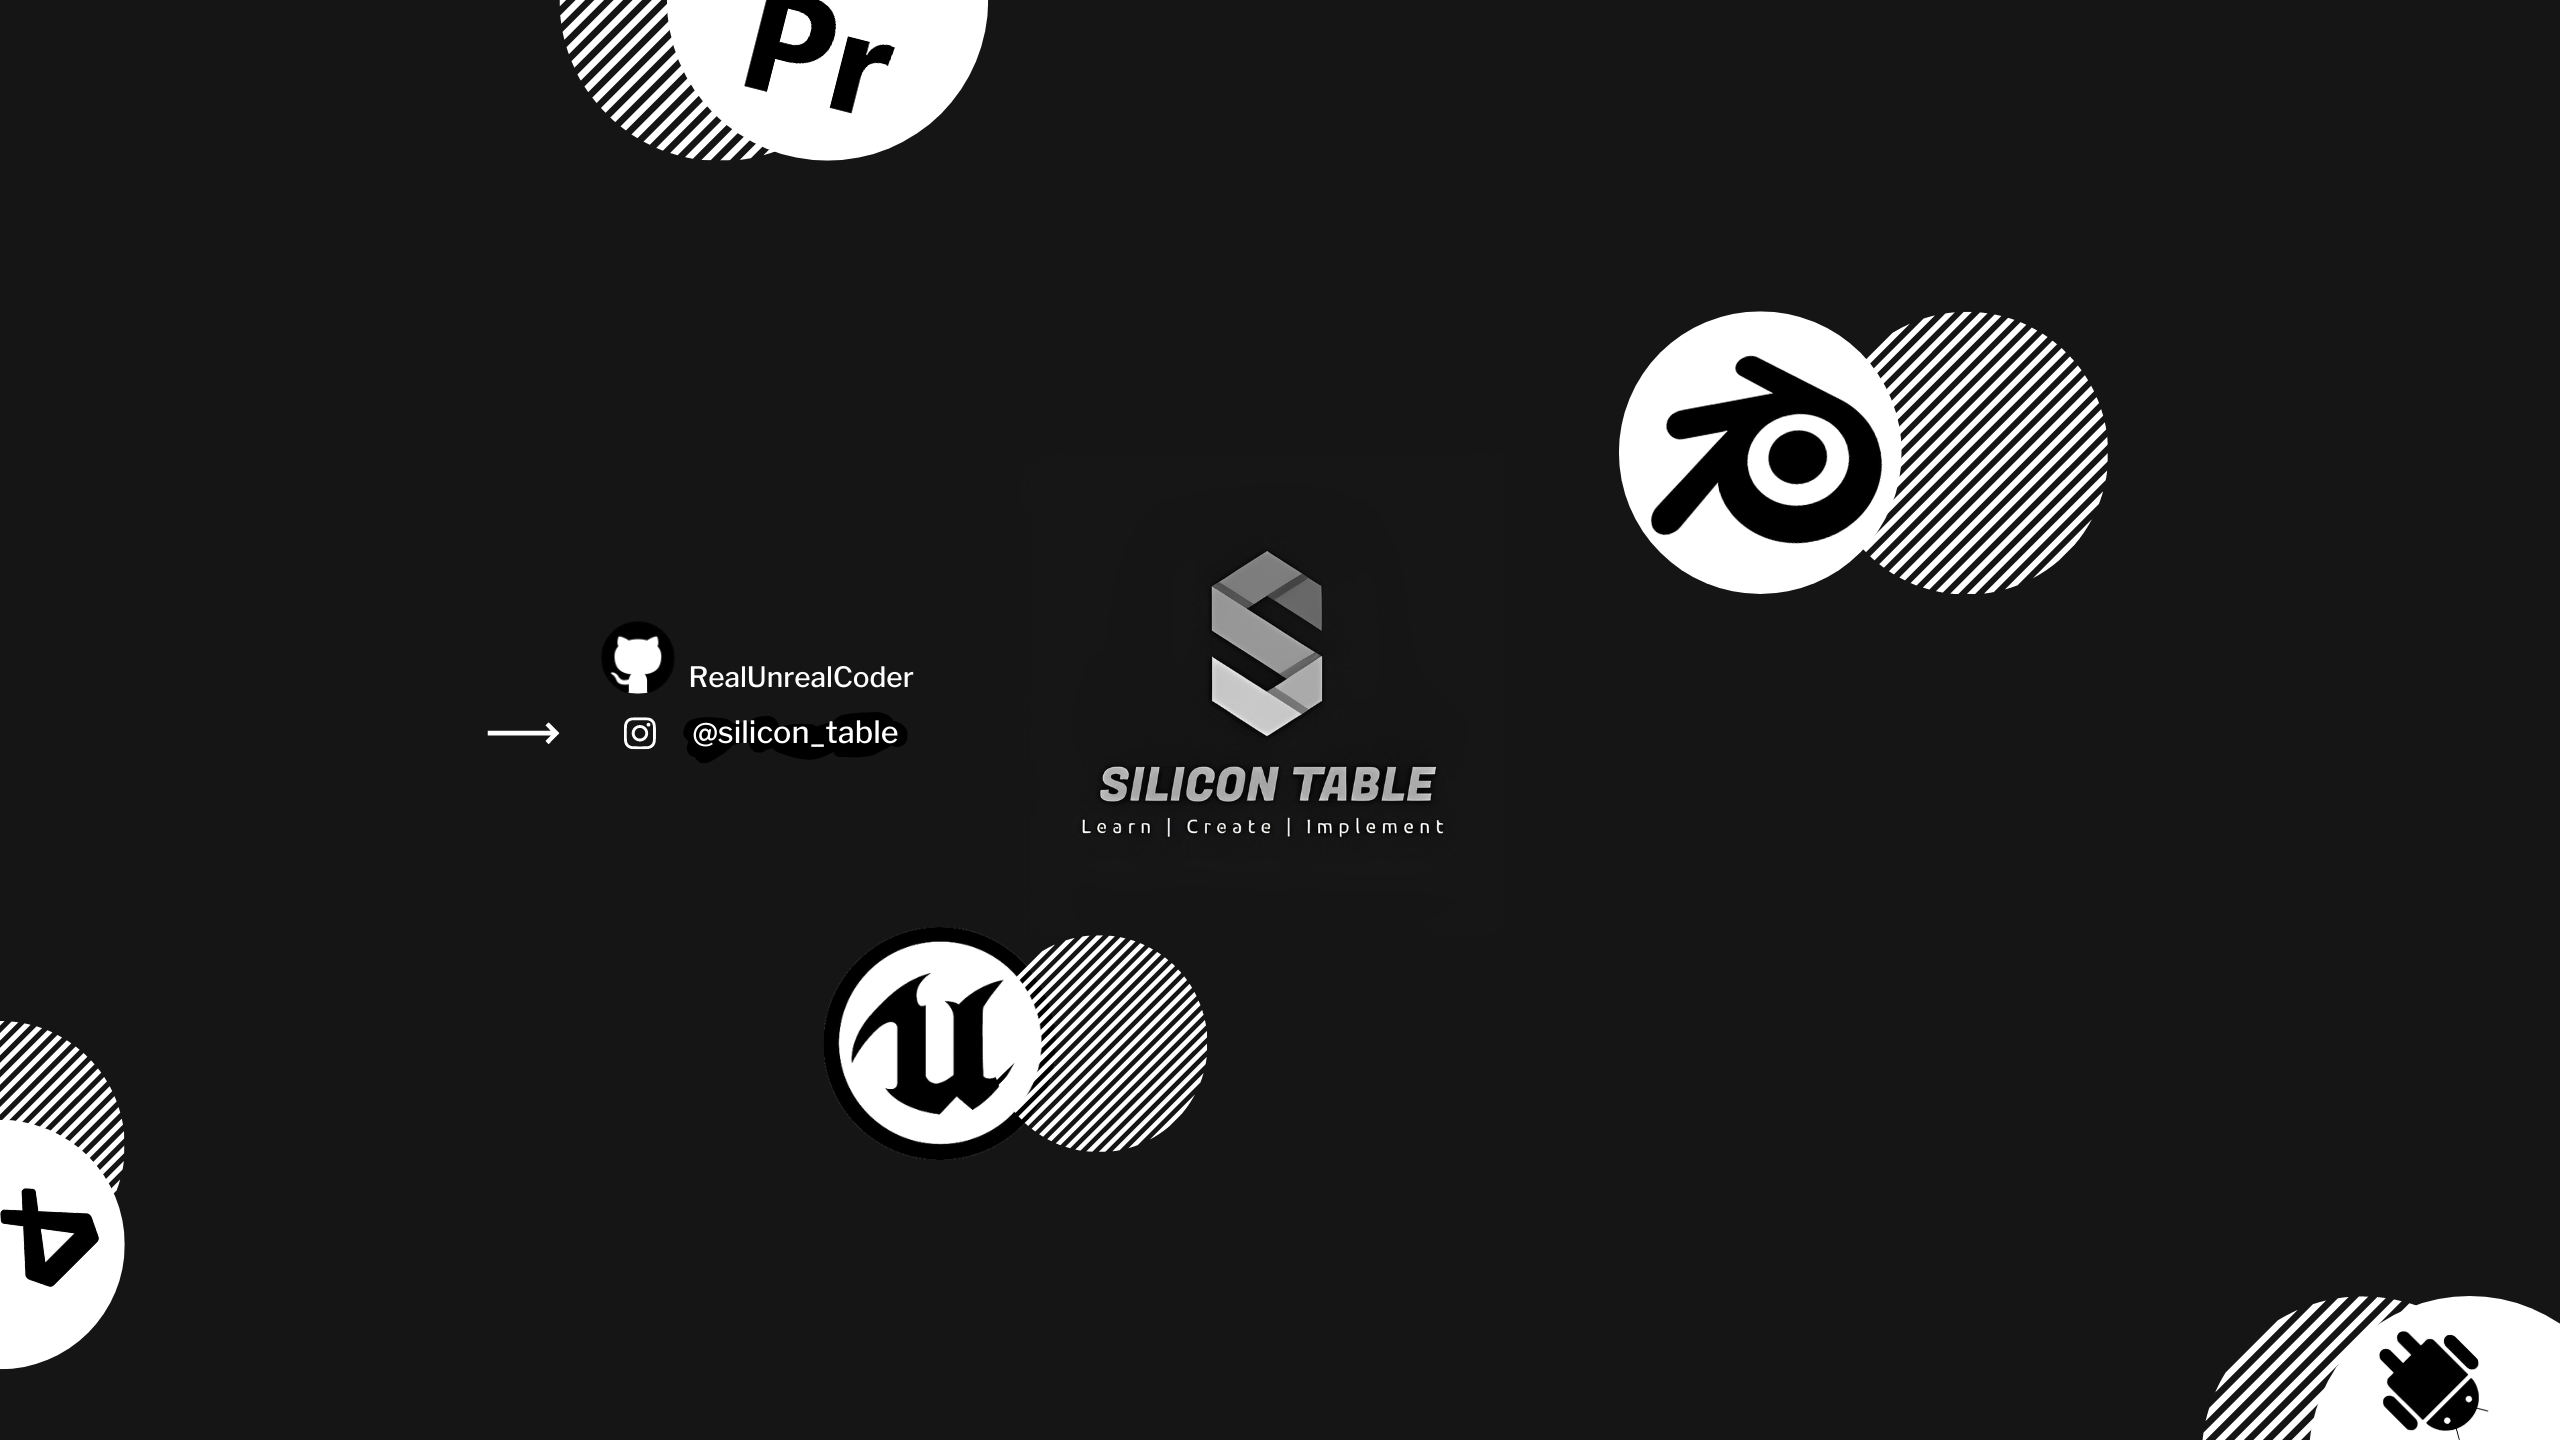 Pr
RealUnrealCoder
@silicon_table
SILICON TABLE
Learn | Create | Implement